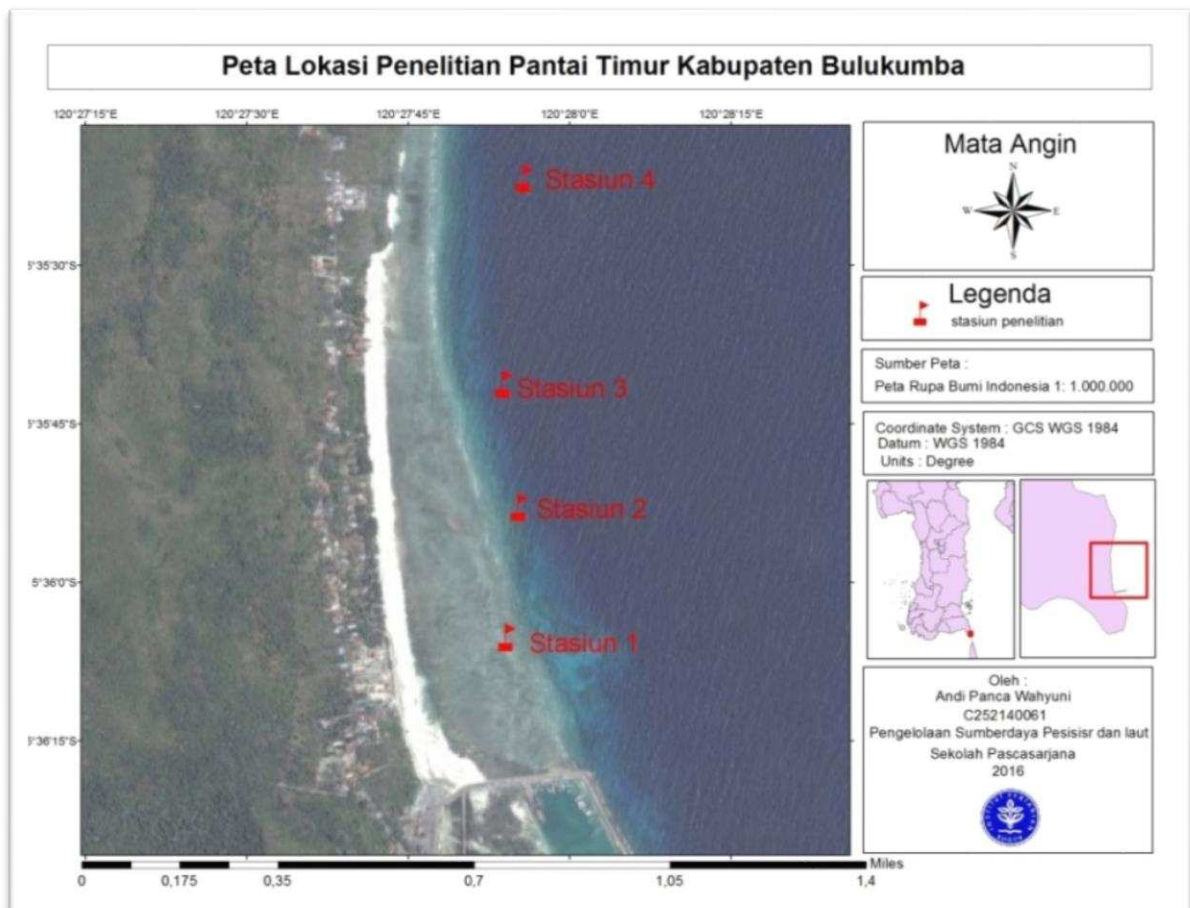 Peta Lokasi Penelitian Pantai Timur Kabupaten Bulukumba
120°27'15"E 120°27'30"E 120°27'45"E 120°28'0"E 120°28'15"E
Stasiun 4
5°35'30"S
Stasiun 3
5°35'45"S
Stasiun 2
5°36'0"S
Stasiun 1
5°36'15"S
Miles
0 0,175 0,35 0,7 1,05 1,4
Mata Angin
N
W E
S
Legenda
stasiun penelitian
Sumber Peta :
Peta Rupa Bumi Indonesia 1: 1.000.000
Coordinate System : GCS WGS 1984
Datum : WGS 1984
Units : Degree
Oleh :
Andi Panca Wahyuni
C252140061
Pengelolaan Sumberdaya Pesisisr dan laut
Sekolah Pascasarjana
2016